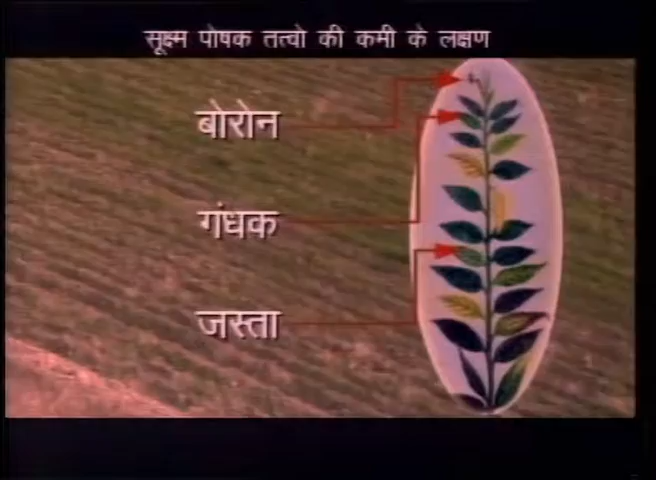 सूक्ष्म पोषक तत्वो की कमी के लक्षण
बोरोन
गंधक
जस्ता